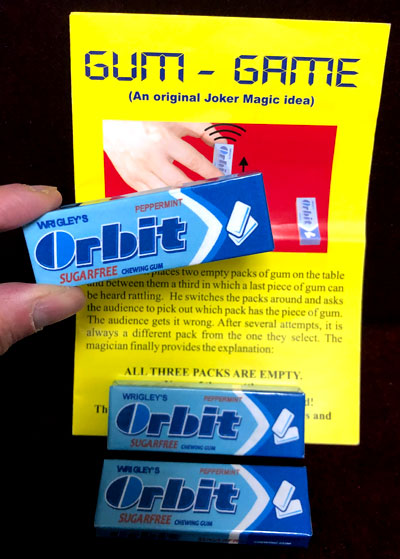 GUM - GAME
(An original Joker Magic idea)
Orbit
WRIGLEY'S
PEPPERMINT
Orbit
SUGARFREE CHEWING GUM
places two empty packs of gum on the table
and between them a third in which a last piece of gum can
be heard rattling. He switches the packs around and asks
the audience to pick out which pack has the piece of gum.
The audience gets it wrong. After several attempts, it is
always a different pack from the one they select. The
magician finally provides the explanation:
ALL THREE PACKS ARE EMPTY.
WRIGLEY'S PEPPERMINT
Orbit
SUGARFREE CHEWING GUM
WRIGLEY'S PEPPERMINT
Orbit
SUGARFREE CHEWING GUM